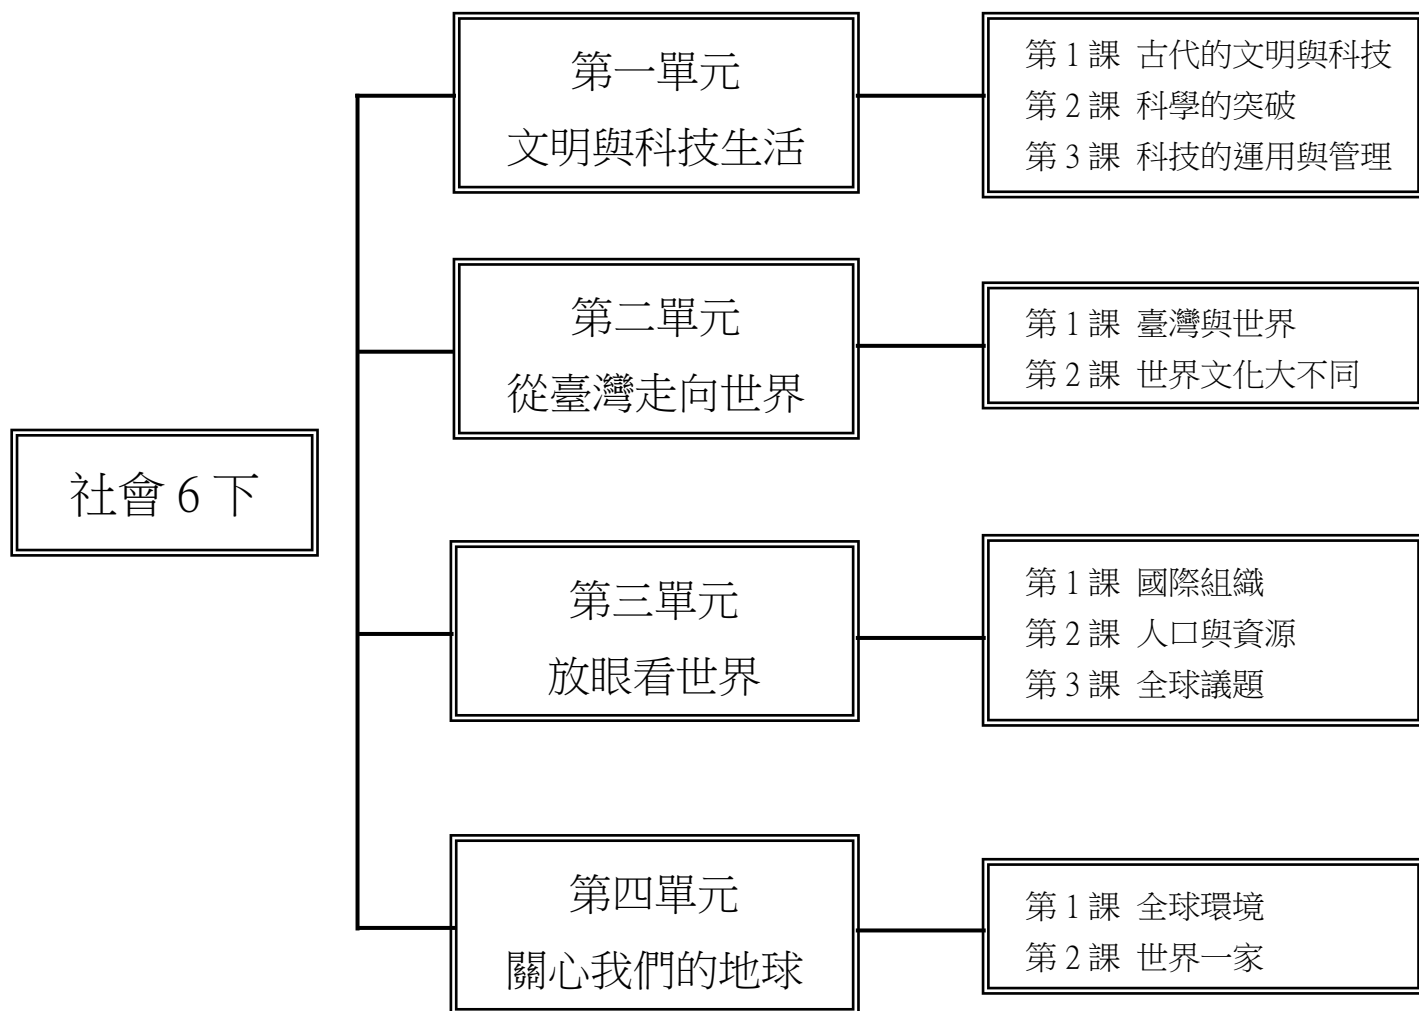 社會 6 下
第一單元
文明與科技生活
第 1 課 古代的文明與科技
第 2 課 科學的突破
第 3 課 科技的運用與管理
第二單元
從臺灣走向世界
第 1 課 臺灣與世界
第 2 課 世界文化大不同
第三單元
放眼看世界
第 1 課 國際組織
第 2 課 人口與資源
第 3 課 全球議題
第四單元
關心我們的地球
第 1 課 全球環境
第 2 課 世界一家